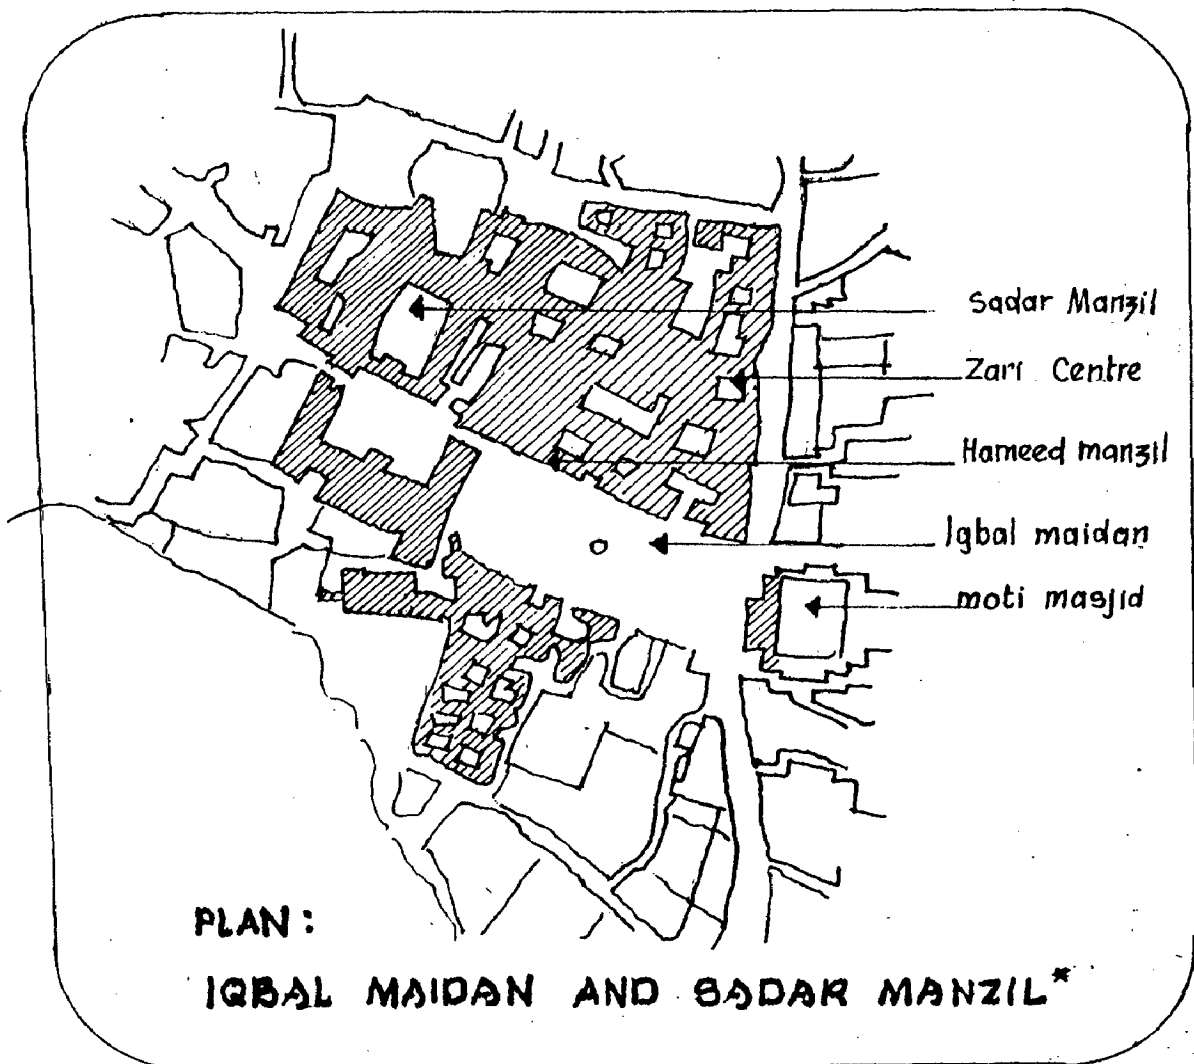 Sadar Manzil
Zari Centre
Hameed manzil
Iqbal maidan
moti masjid
PLAN:
IQBAL MAIDAN AND SADAR MANZIL*